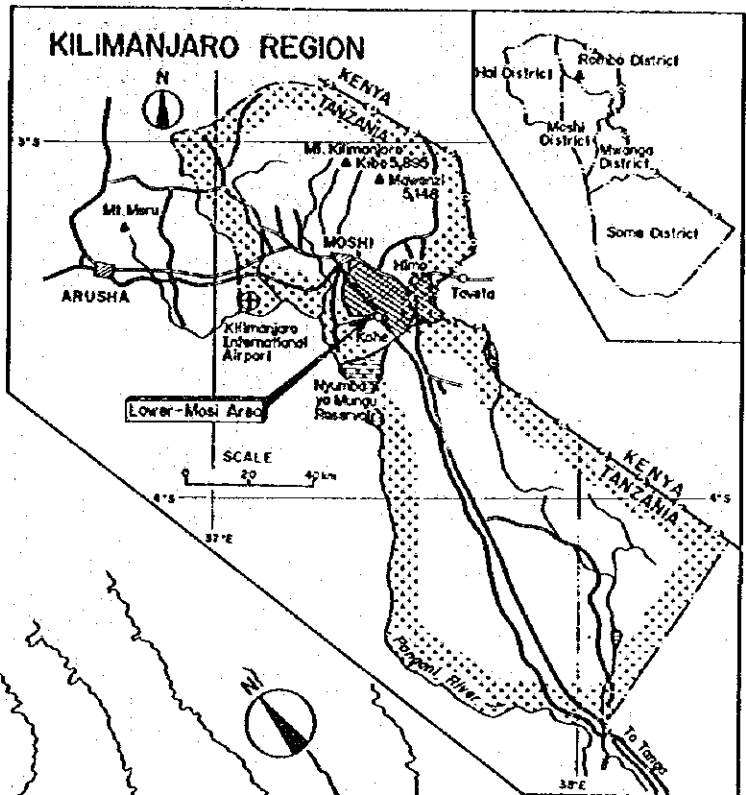 KILIMANJARO REGION
N
KENYA
TANZANIA
3°S
Mt. Kilimanjaro
Kibo 5,895
Mawenzi
5,148
Mt. Meru
MOSHI
Himo
Taveta
ARUSHA
Kilimanjaro
International
Airport
Kahe
Nyumba
ya Mungu
Reservoir
Lower-Mosi Area
SCALE
0 20 40 km
4°S
37°E
KENYA
TANZANIA
4°S
Pangani River
To Tanga
38°E
N
Hai District
Rombo District
Moshi
District
Mwanga
District
Same District